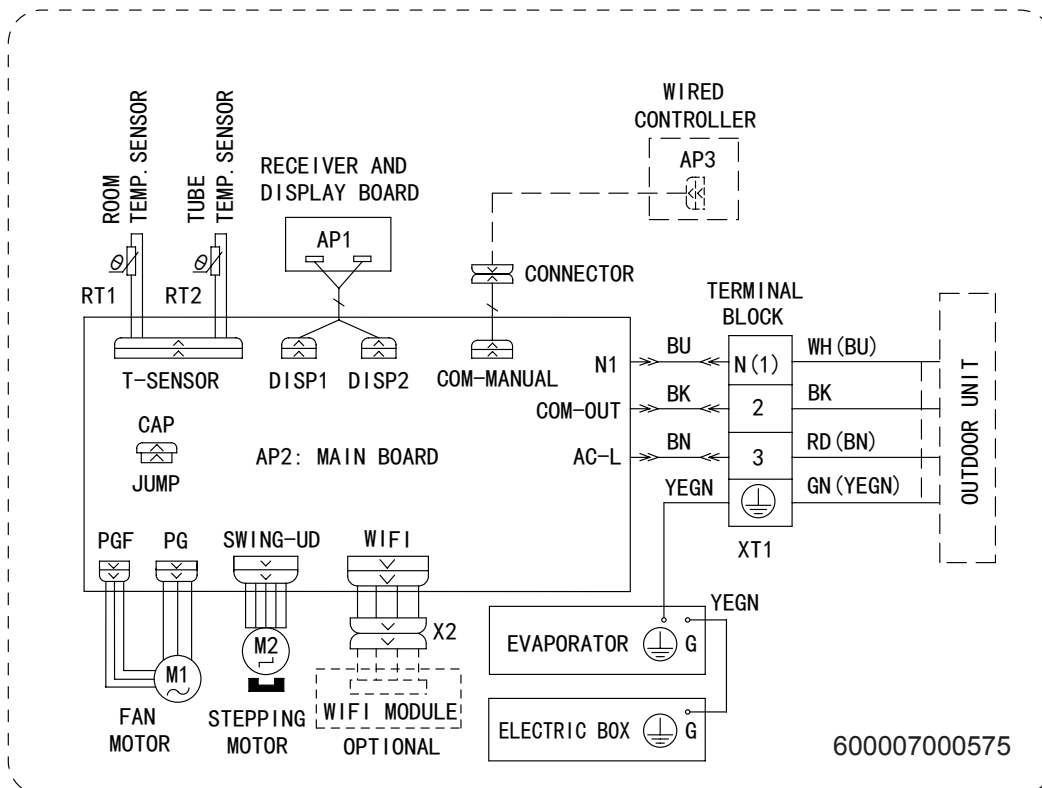 ROOM
TEMP. SENSOR
TUBE
TEMP. SENSOR
RT1
RT2
RECEIVER AND
DISPLAY BOARD
AP1
WIRED
CONTROLLER
AP3
CONNECTOR
T-SENSOR
DISP1
DISP2
COM-MANUAL
N1
COM-OUT
AC-L
CAP
JUMP
AP2: MAIN BOARD
TERMINAL
BLOCK
BU
N(1)
WH(BU)
BK
2
BK
BN
3
RD(BN)
YEGN
GN(YEGN)
XT1
OUTDOOR UNIT
PGF
PG
SWING-UD
WIFI
X2
M1
M2
FAN
MOTOR
STEPPING
MOTOR
WIFI MODULE
OPTIONAL
YEGN
EVAPORATOR
G
ELECTRIC BOX
G
600007000575